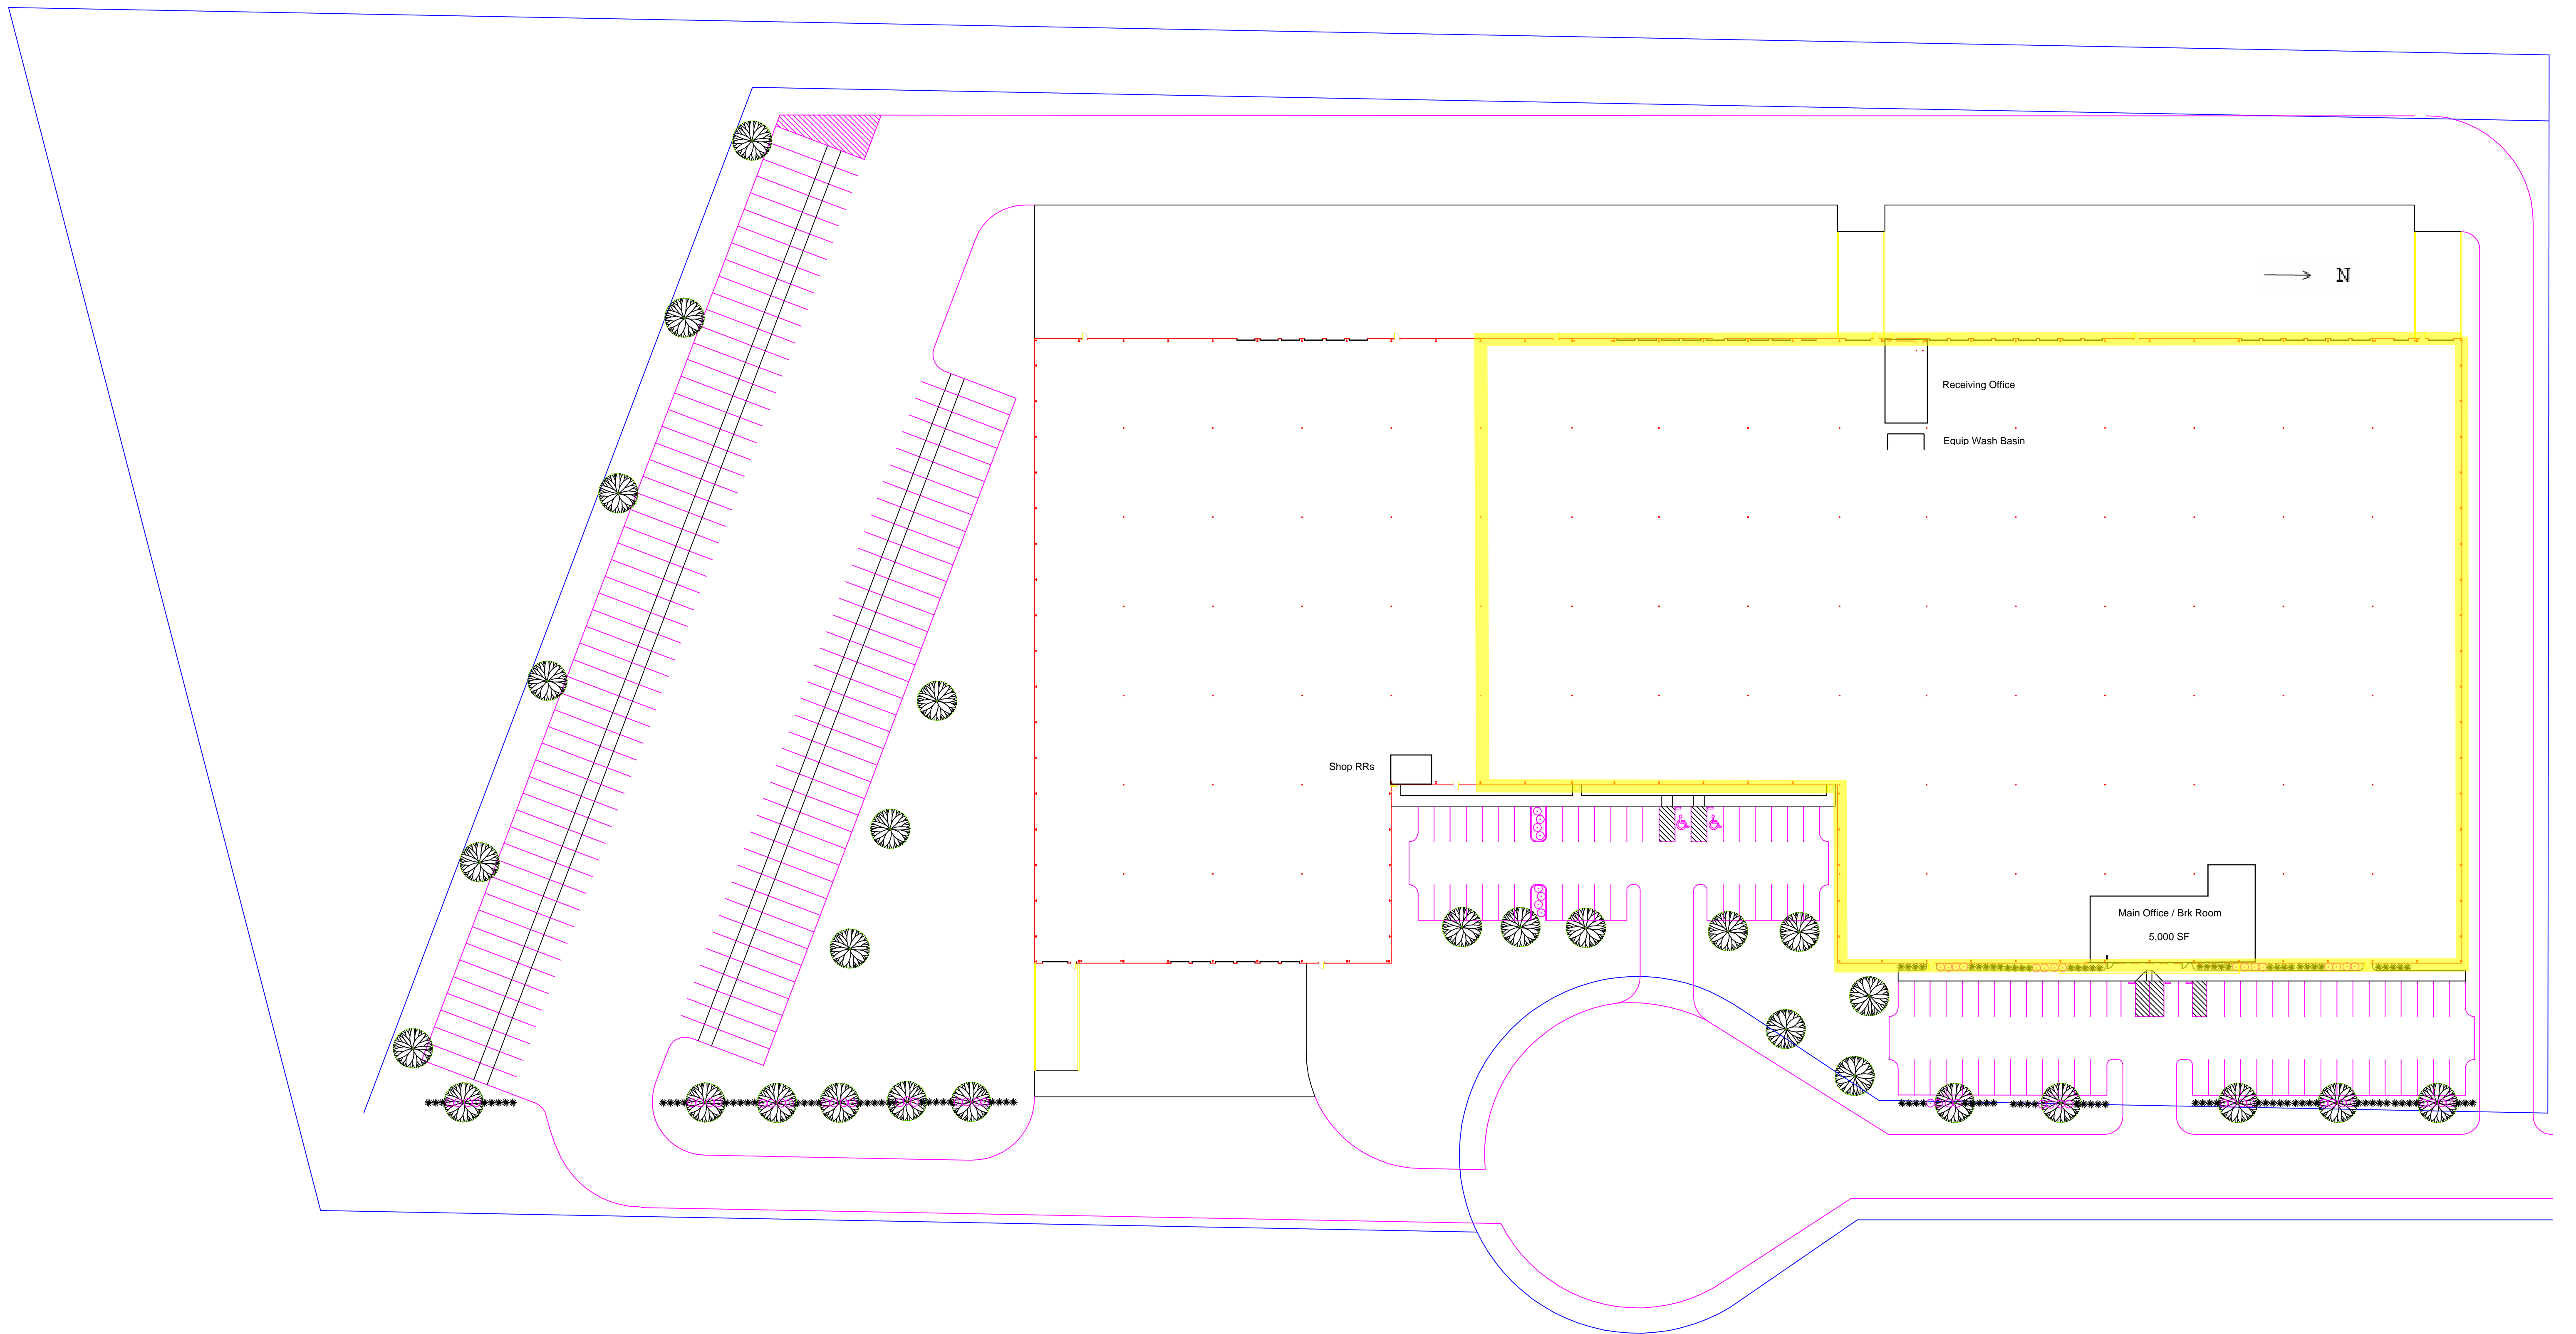 N
Receiving Office
Equip Wash Basin
Shop RRs
Main Office / Brk Room
5,000 SF